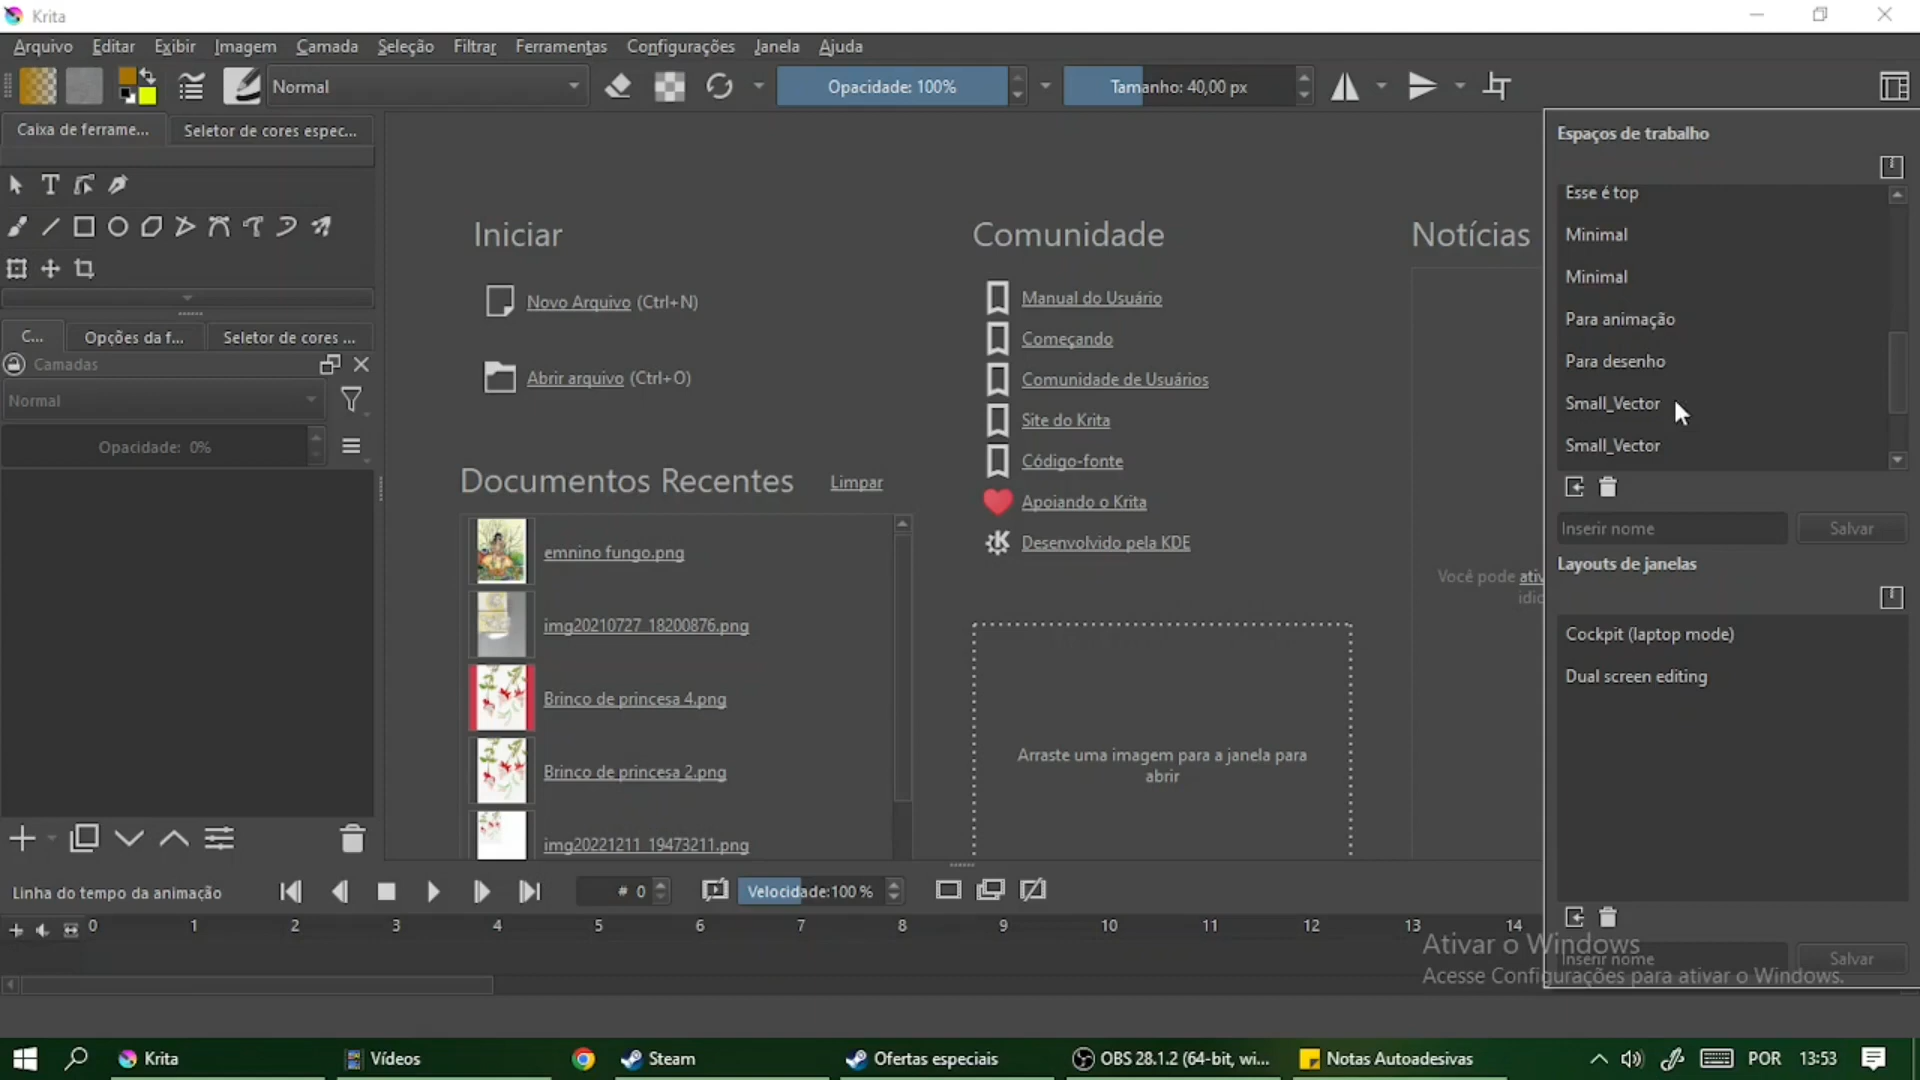 Krita
Arquivo Editar Exibir Imagem Camada Seleção Filtrar Ferramentas Configurações Janela Ajuda
Normal
Opacidade: 100%
Tamanho: 40,00 px
Caixa de ferrame...
Seletor de cores espec...
C...
Opções da f...
Seletor de cores ...
Camadas
Normal
Opacidade: 0%
Iniciar
Novo Arquivo (Ctrl+N)
Abrir arquivo (Ctrl+O)
Documentos Recentes
Limpar
emnino fungo.png
img20210727_18200876.png
Brinco de princesa 4.png
Brinco de princesa 2.png
img20221211_19473211.png
Comunidade
Manual do Usuário
Começando
Comunidade de Usuários
Site do Krita
Código-fonte
Apoiando o Krita
Desenvolvido pela KDE
Arraste uma imagem para a janela para
abrir
Notícias
Você pode ativ
idio
Espaços de trabalho
Esse é top
Minimal
Minimal
Para animação
Para desenho
Small_Vector
Small_Vector
Inserir nome
Salvar
Layouts de janelas
Cockpit (laptop mode)
Dual screen editing
Inserir nome
Salvar
Linha do tempo da animação
# 0
Velocidade:100 %
0 1 2 3 4 5 6 7 8 9 10 11 12 13 14
Ativar o Windows
Acesse Configurações para ativar o Windows.
Krita
Vídeos
Steam
Ofertas especiais
OBS 28.1.2 (64-bit, wi...
Notas Autoadesivas
POR
13:53